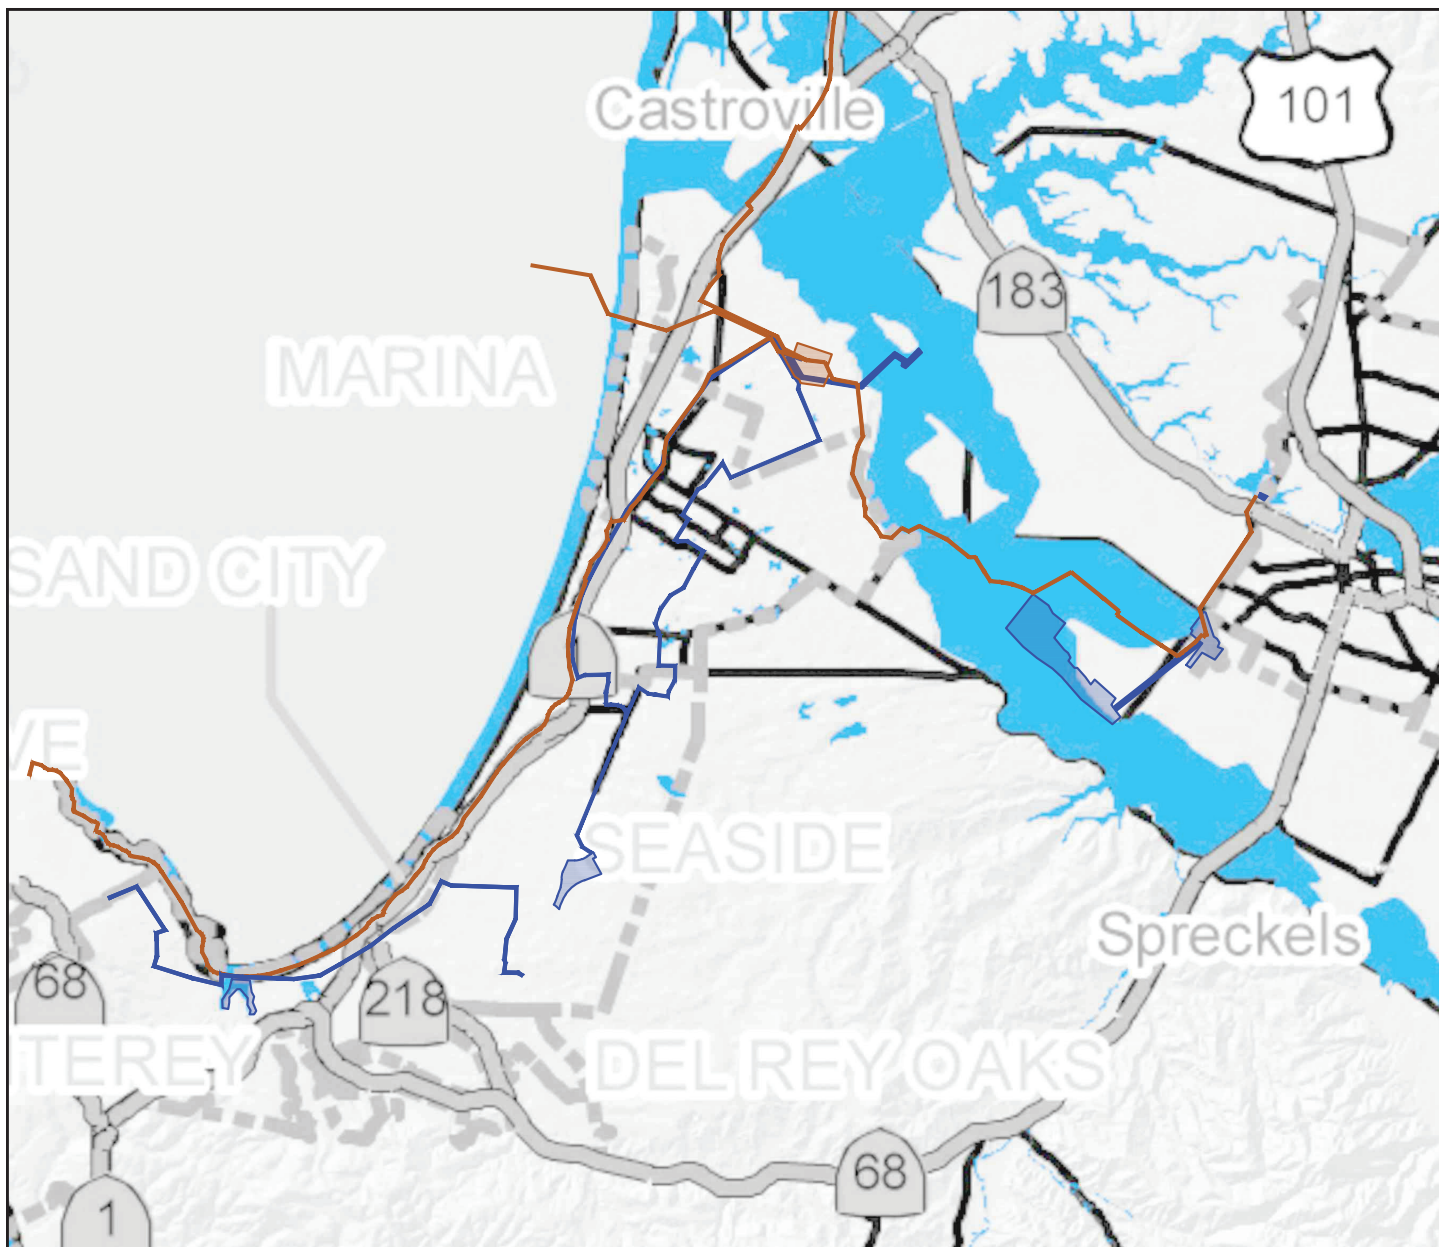 Castroville
101
183
MARINA
SAND CITY
VE
SEASIDE
Spreckels
68
218
TEREY
DEL REY OAKS
68
1